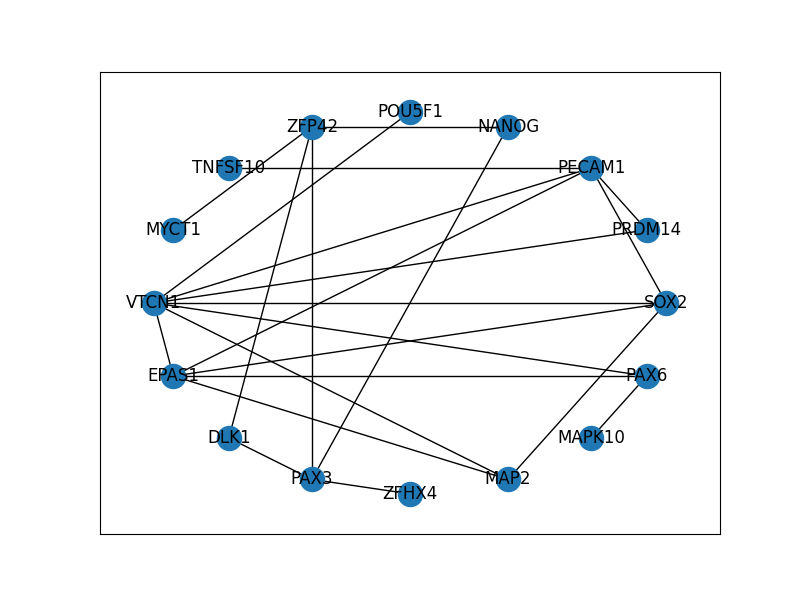 POU5F1
ZFP42
NANOG
TNFSF10
PECAM1
MYCT1
PRDM14
VTCN1
SOX2
EPAS1
PAX6
DLK1
MAPK10
PAX3
MAP2
ZFHX4